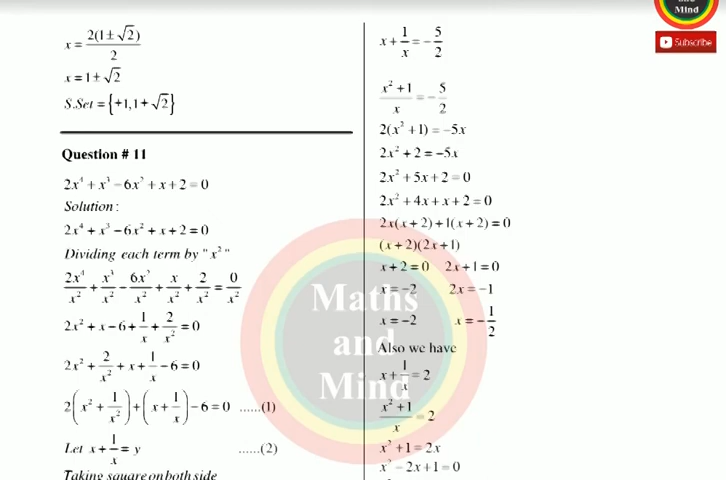 x = 2(1 ± √2) / 2
x = 1 ± √2
S.Set = {+1, 1 + √2}
Question # 11
2x⁴ + x³ − 6x² + x + 2 = 0
Solution :
2x⁴ + x³ − 6x² + x + 2 = 0
Dividing each term by "x²"
2x⁴/x² + x³/x² − 6x²/x² + x/x² + 2/x² = 0/x²
2x² + x − 6 + 1/x + 2/x² = 0
2x² + 2/x² + x + 1/x − 6 = 0
2(x² + 1/x²) + (x + 1/x) − 6 = 0 ......(1)
Let x + 1/x = y ......(2)
Taking square on both side
x + 1/x = − 5/2
x² + 1 / x = − 5/2
2(x² + 1) = −5x
2x² + 2 = −5x
2x² + 5x + 2 = 0
2x² + 4x + x + 2 = 0
2x(x + 2) + 1(x + 2) = 0
(x + 2)(2x + 1)
x + 2 = 0 2x + 1 = 0
x = −2 2x = −1
x = −2 x = − 1/2
Also we have
x + 1/x = 2
x² + 1 / x = 2
x² + 1 = 2x
x² − 2x + 1 = 0
Maths
and
Mind
and
Mind
Subscribe